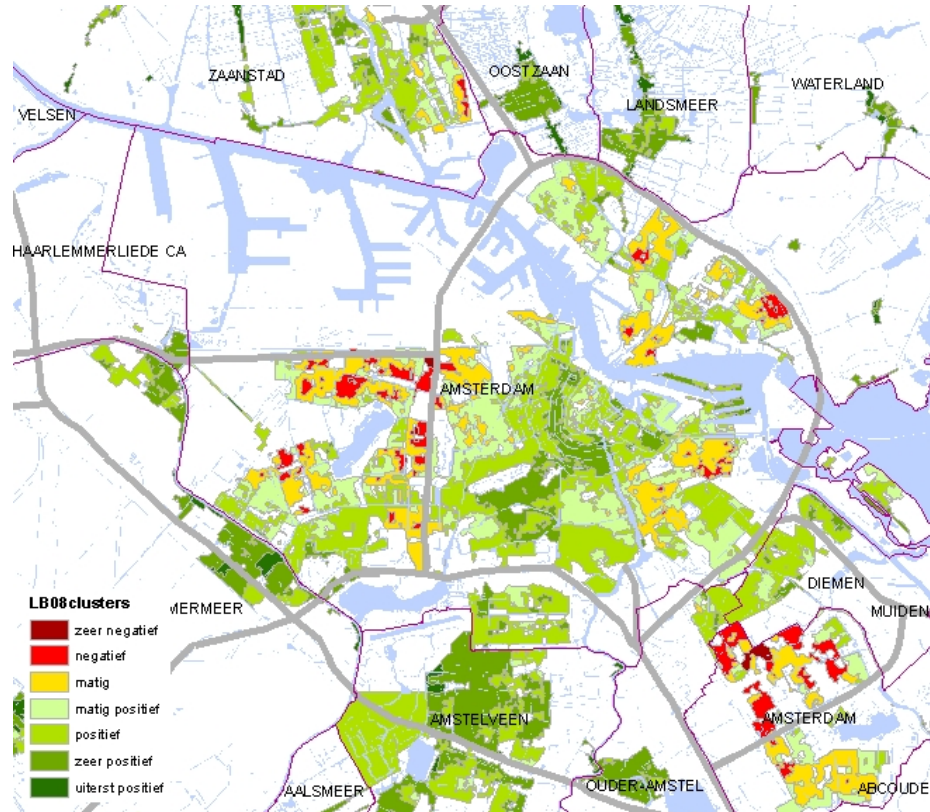 ZAANSTAD
OOSTZAAN
WATERLAND
LANDSMEER
VELSEN
HAARLEMMERLIEDE CA
AMSTERDAM
DIEMEN
MUIDEN
MERMEER
AMSTELVEEN
AMSTERDAM
AALSMEER
OUDER-AMSTEL
ABCOUDE
LB08clusters
zeer negatief
negatief
matig
matig positief
positief
zeer positief
uiterst positief